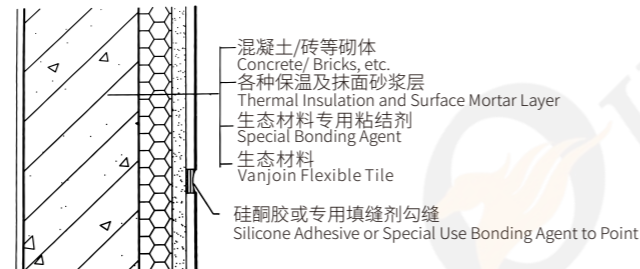 混凝土/砖等砌体
Concrete/ Bricks, etc.
各种保温及抹面砂浆层
Thermal Insulation and Surface Mortar Layer
生态材料专用粘结剂
Special Bonding Agent
生态材料
Vanjoin Flexible Tile
硅酮胶或专用填缝剂勾缝
Silicone Adhesive or Special Use Bonding Agent to Point